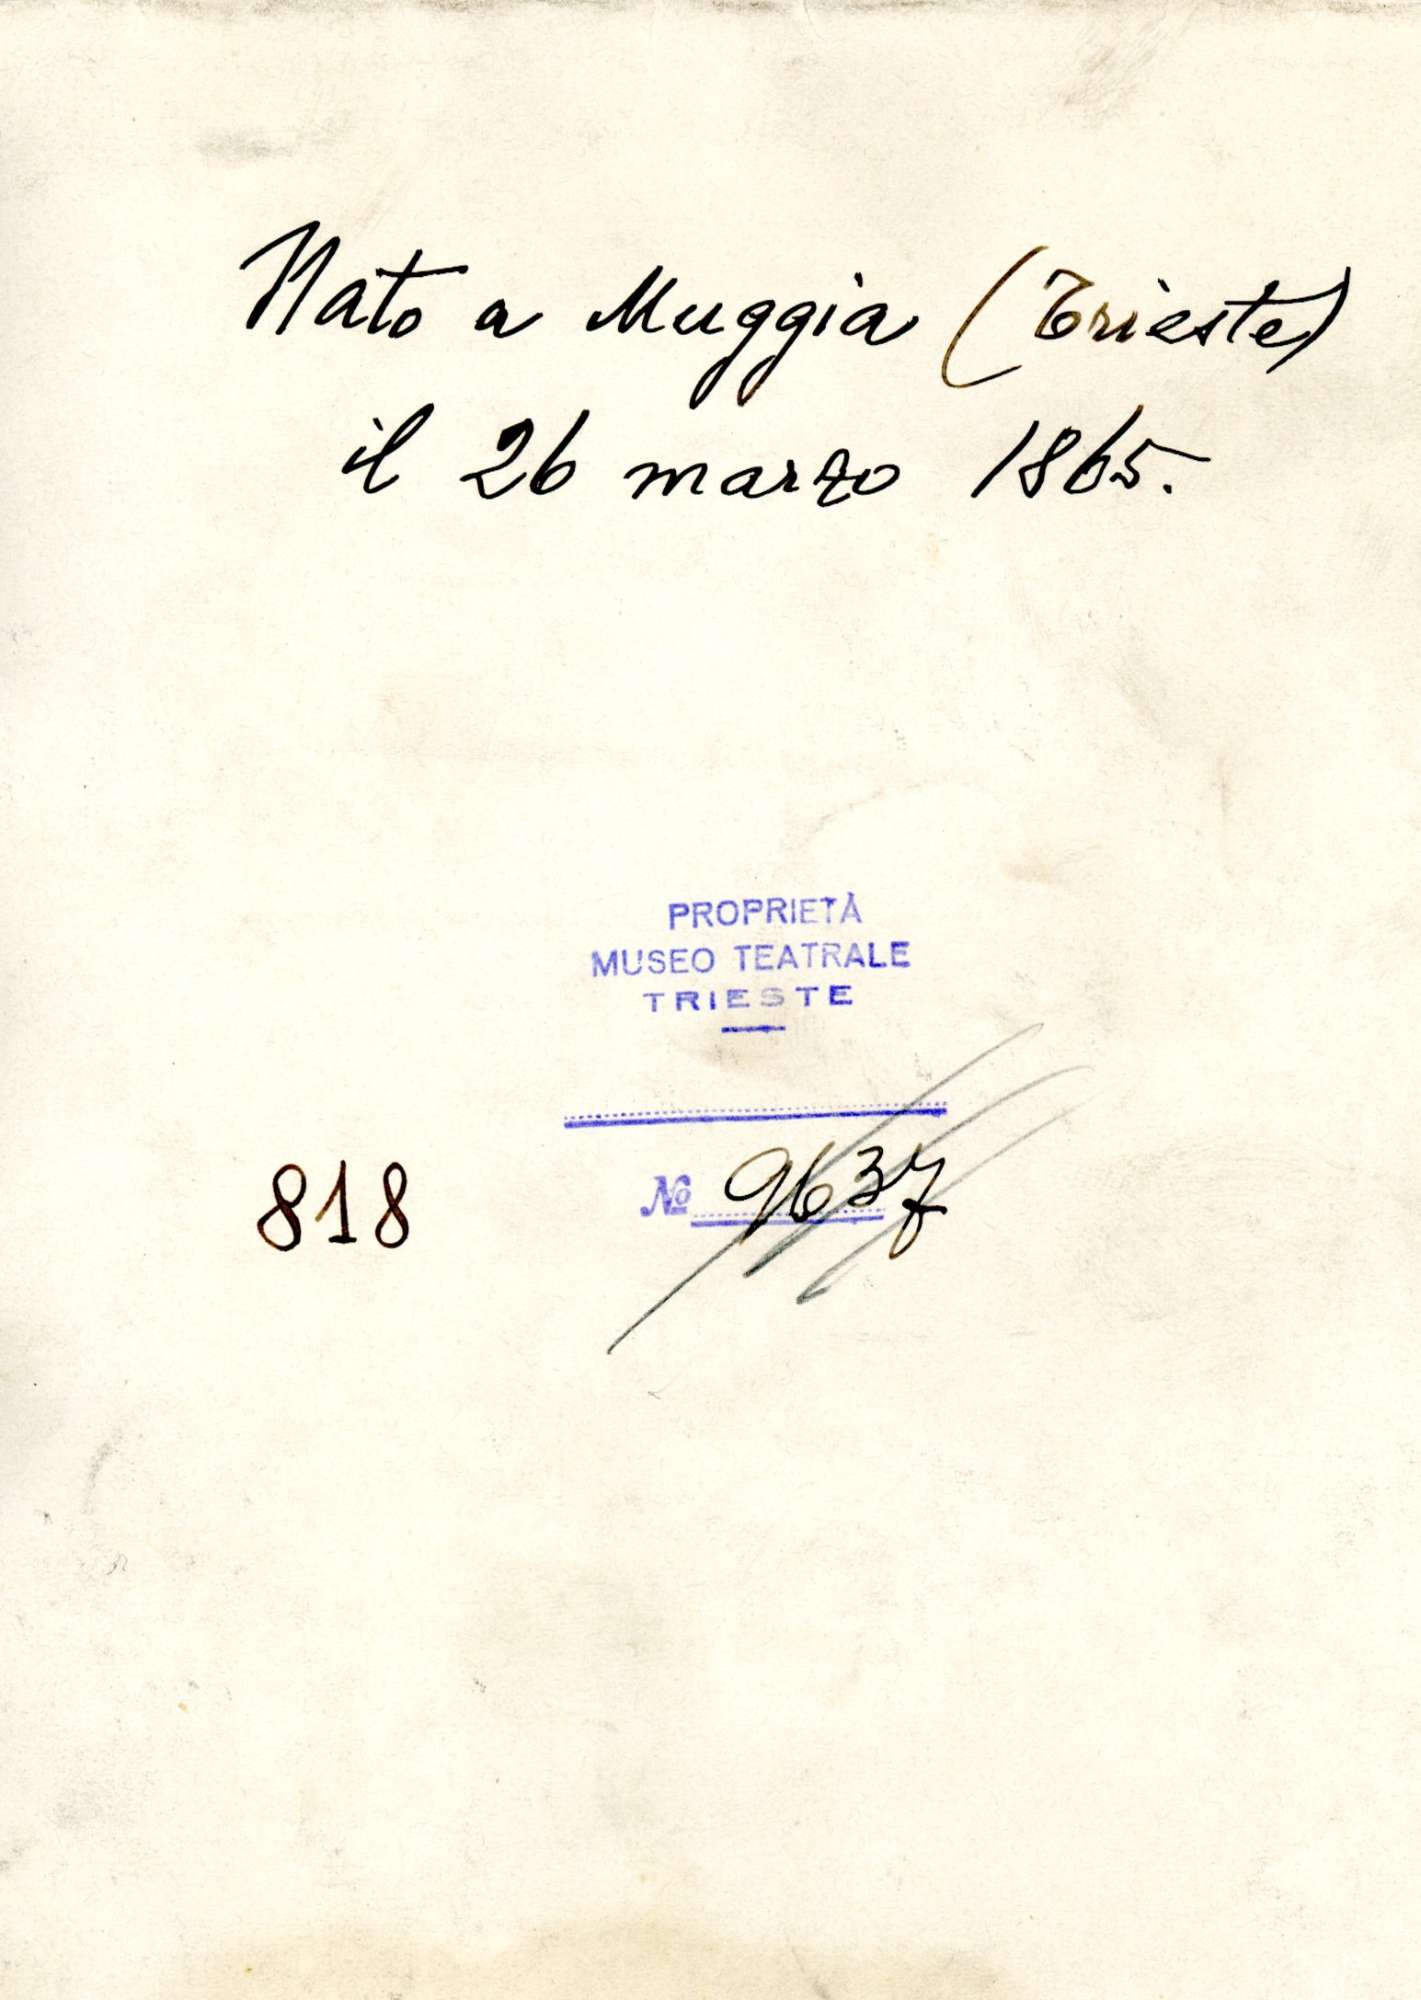 Nato a Muggia (Trieste)
il 26 marzo 1865.
PROPRIETÀ
MUSEO TEATRALE
TRIESTE
818
№ 9637